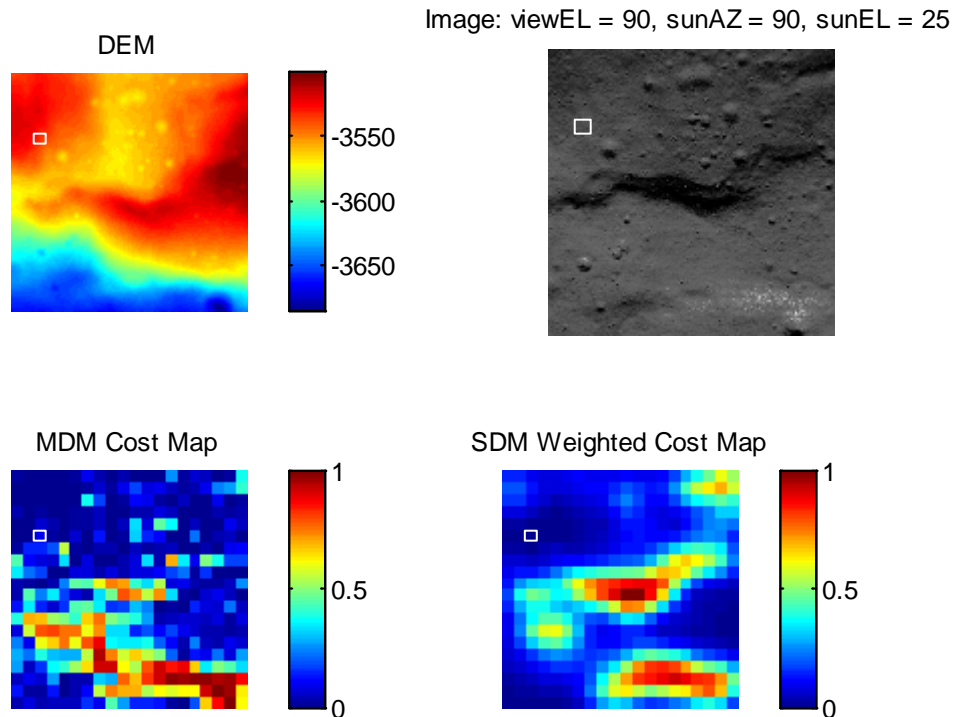 Image: viewEL = 90, sunAZ = 90, sunEL = 25
DEM
-3550
-3600
-3650
MDM Cost Map
SDM Weighted Cost Map
1
0.5
0
1
0.5
0